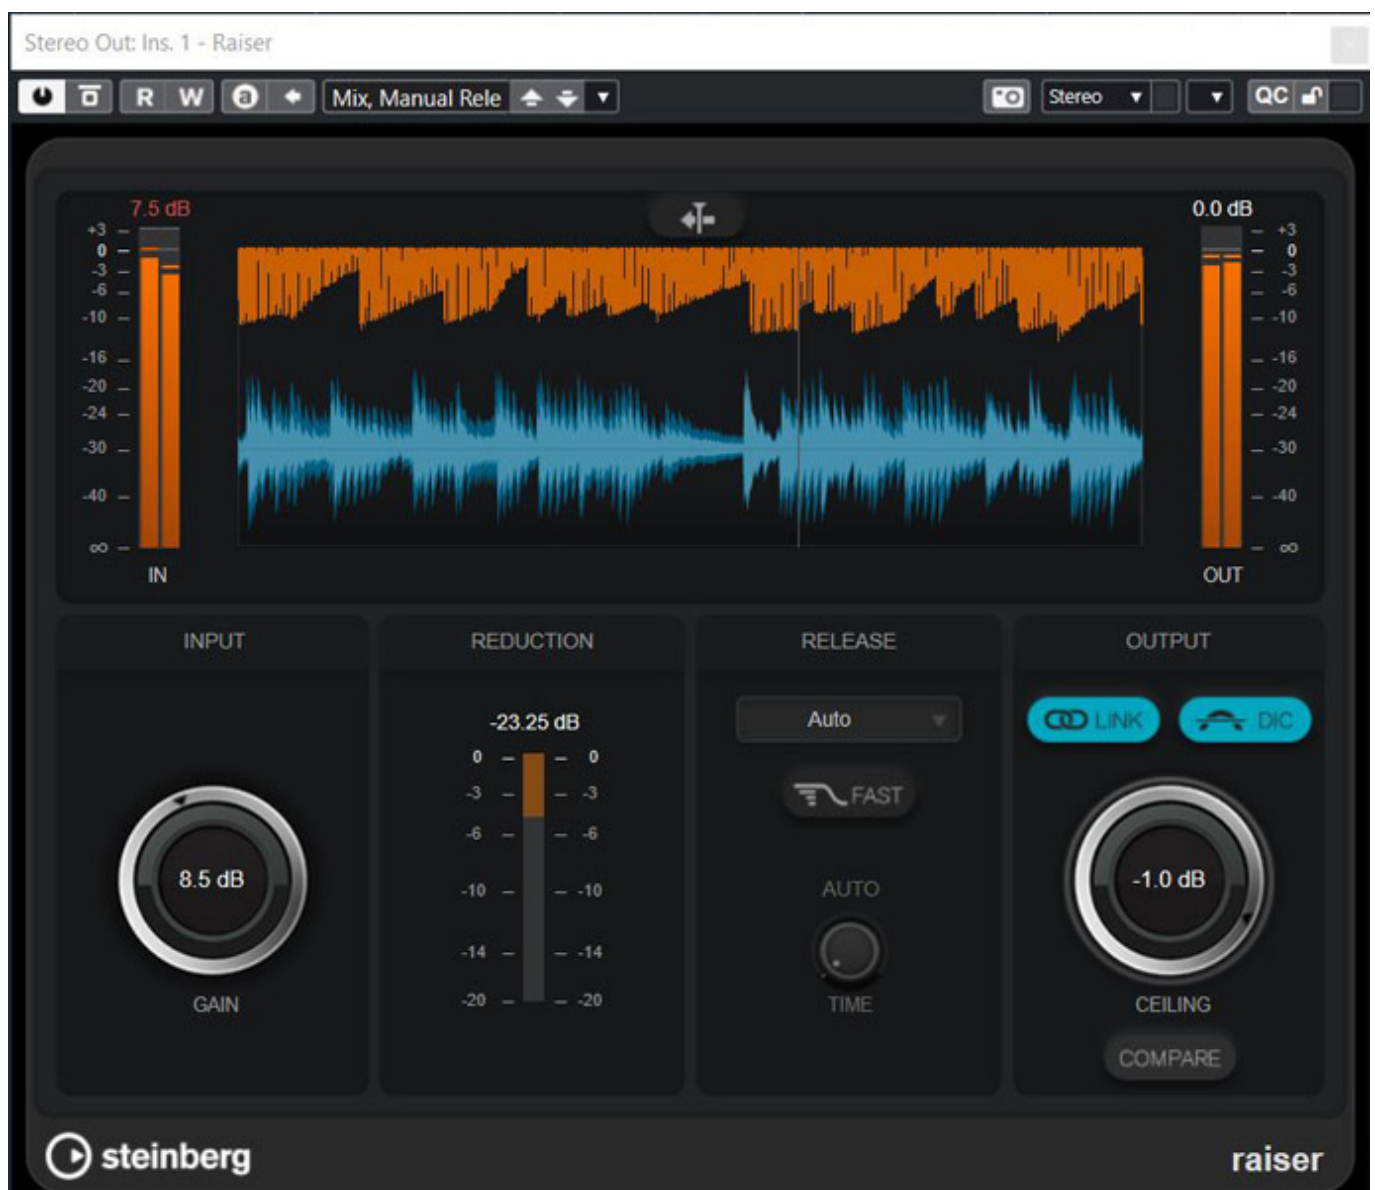 Stereo Out: Ins. 1 - Raiser
R W a Mix, Manual Rele Stereo QC
7.5 dB 0.0 dB
+3 +3
0 0
-3 -3
-6 -6
-10 -10
-16 -16
-20 -20
-24 -24
-30 -30
-40 -40
∞ ∞
IN OUT
INPUT REDUCTION RELEASE OUTPUT
-23.25 dB Auto LINK DIC
0 0
-3 -3 FAST
-6 -6
8.5 dB -10 -10 AUTO -1.0 dB
-14 -14
GAIN -20 -20 TIME CEILING
COMPARE
steinberg raiser